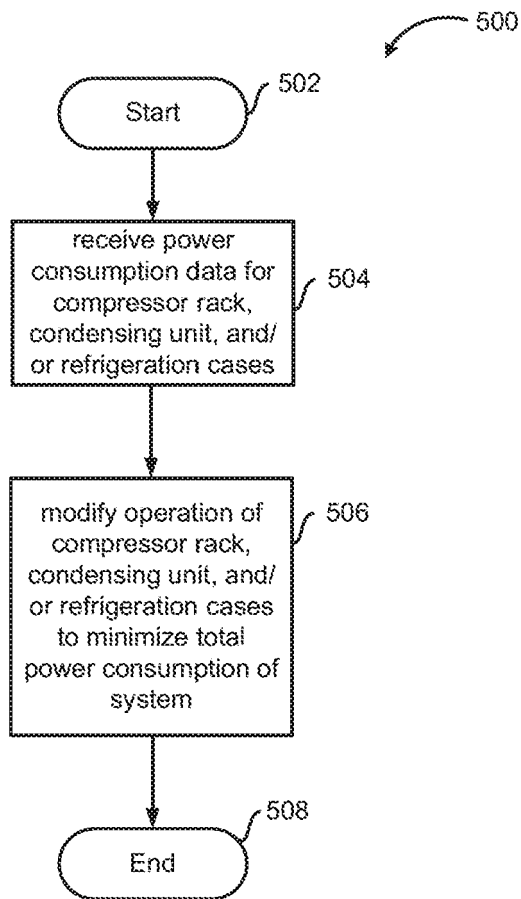 500
Start
502
receive power
consumption data for
compressor rack,
condensing unit, and/
or refrigeration cases
504
modify operation of
compressor rack,
condensing unit, and/
or refrigeration cases
to minimize total
power consumption of
system
506
End
508